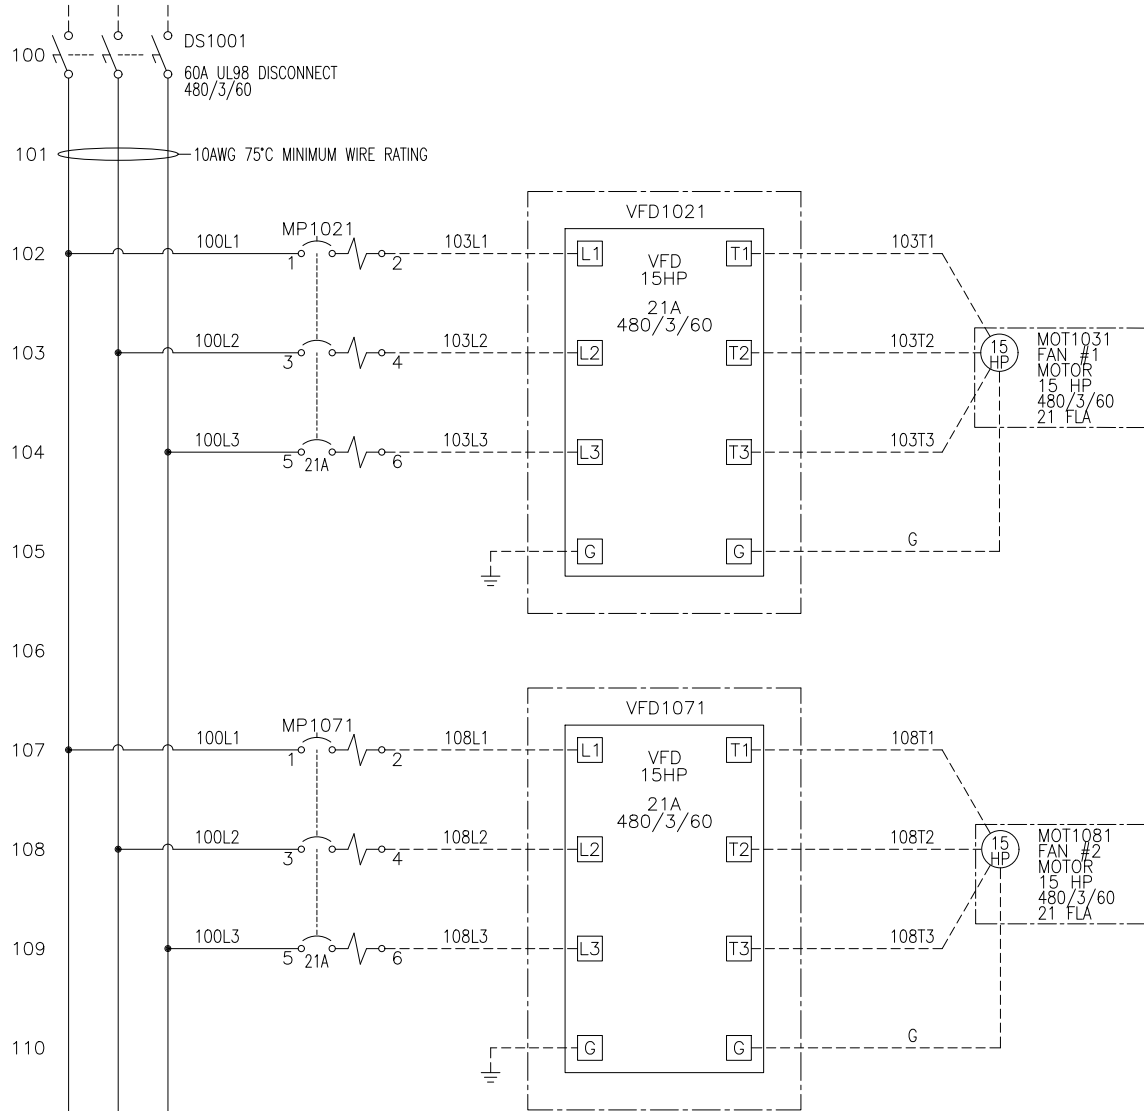 100
DS1001
60A UL98 DISCONNECT
480/3/60
101
10AWG 75°C MINIMUM WIRE RATING
VFD1021
MP1021
102
100L1
1
2
103L1
L1
VFD
15HP
21A
480/3/60
T1
103T1
103
100L2
3
4
103L2
L2
T2
103T2
15
HP
MOT1031
FAN #1
MOTOR
15 HP
480/3/60
21 FLA
104
100L3
5
21A
6
103L3
L3
T3
103T3
105
G
G
G
106
VFD1071
MP1071
107
100L1
1
2
108L1
L1
VFD
15HP
21A
480/3/60
T1
108T1
108
100L2
3
4
108L2
L2
T2
108T2
15
HP
MOT1081
FAN #2
MOTOR
15 HP
480/3/60
21 FLA
109
100L3
5
21A
6
108L3
L3
T3
108T3
110
G
G
G